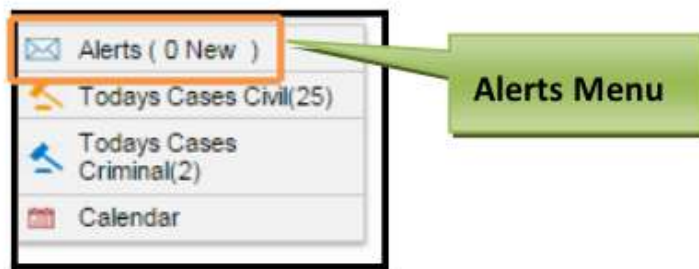 Alerts ( 0 New )
Todays Cases Civil(25)
Todays Cases
Criminal(2)
Calendar
Alerts Menu